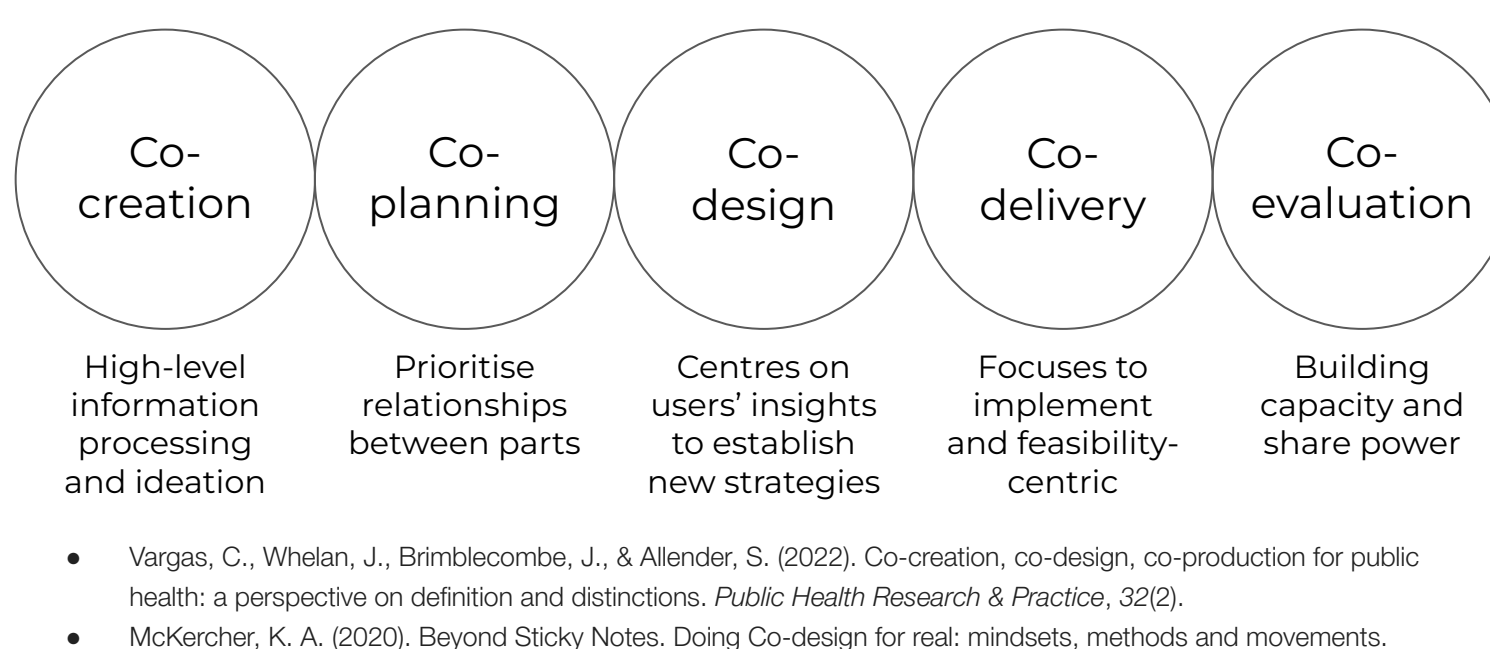 Co-
creation
Co-
planning
Co-
design
Co-
delivery
Co-
evaluation
High-level
information
processing
and ideation
Prioritise
relationships
between parts
Centres on
users’ insights
to establish
new strategies
Focuses to
implement
and feasibility-
centric
Building
capacity and
share power
● Vargas, C., Whelan, J., Brimblecombe, J., & Allender, S. (2022). Co-creation, co-design, co-production for public
health: a perspective on definition and distinctions. Public Health Research & Practice, 32(2).
● McKercher, K. A. (2020). Beyond Sticky Notes. Doing Co-design for real: mindsets, methods and movements.